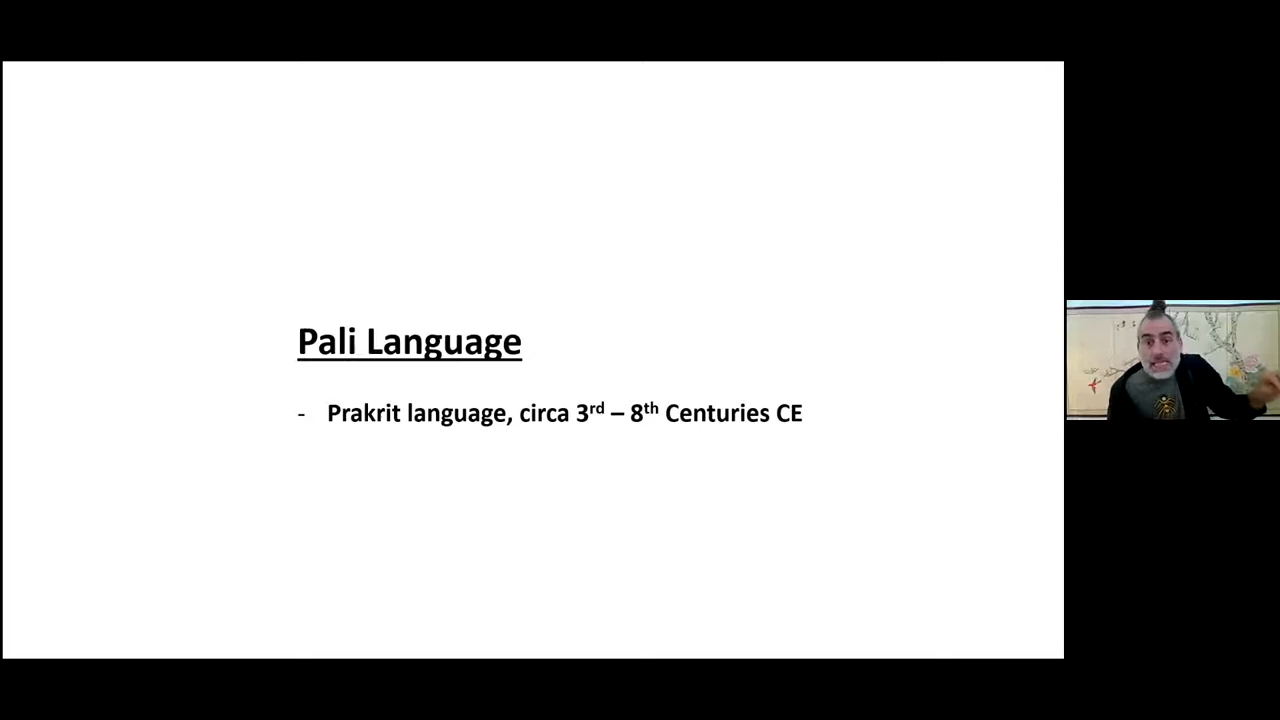 Pali Language
- Prakrit language, circa 3rd – 8th Centuries CE